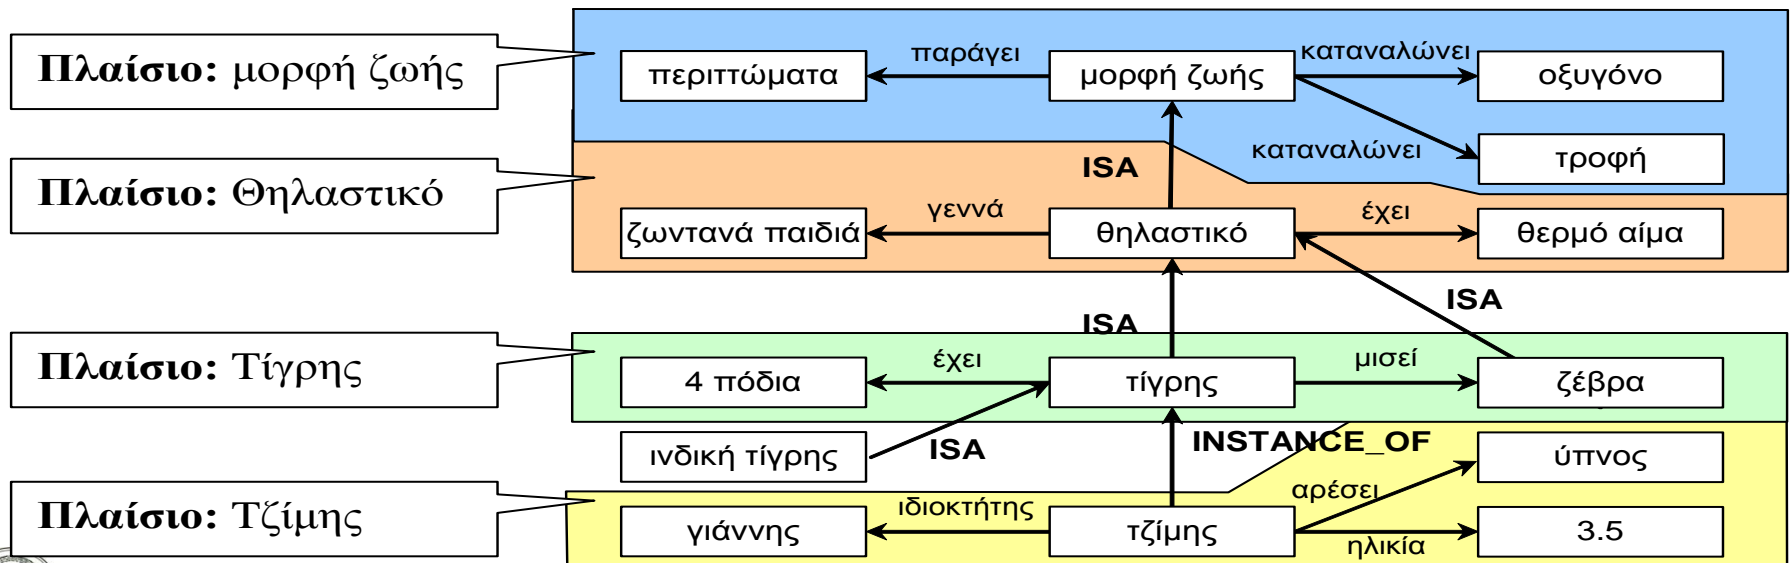 Πλαίσιο: μορφή ζωής
περιττώματα
παράγει
μορφή ζωής
καταναλώνει
οξυγόνο
καταναλώνει
τροφή
ISA
Πλαίσιο: Θηλαστικό
ζωντανά παιδιά
γεννά
θηλαστικό
έχει
θερμό αίμα
ISA
ISA
Πλαίσιο: Τίγρης
4 πόδια
έχει
τίγρης
μισεί
ζέβρα
ινδική τίγρης
ISA
INSTANCE_OF
ύπνος
Πλαίσιο: Τζίμης
γιάννης
ιδιοκτήτης
τζίμης
αρέσει
ηλικία
3.5